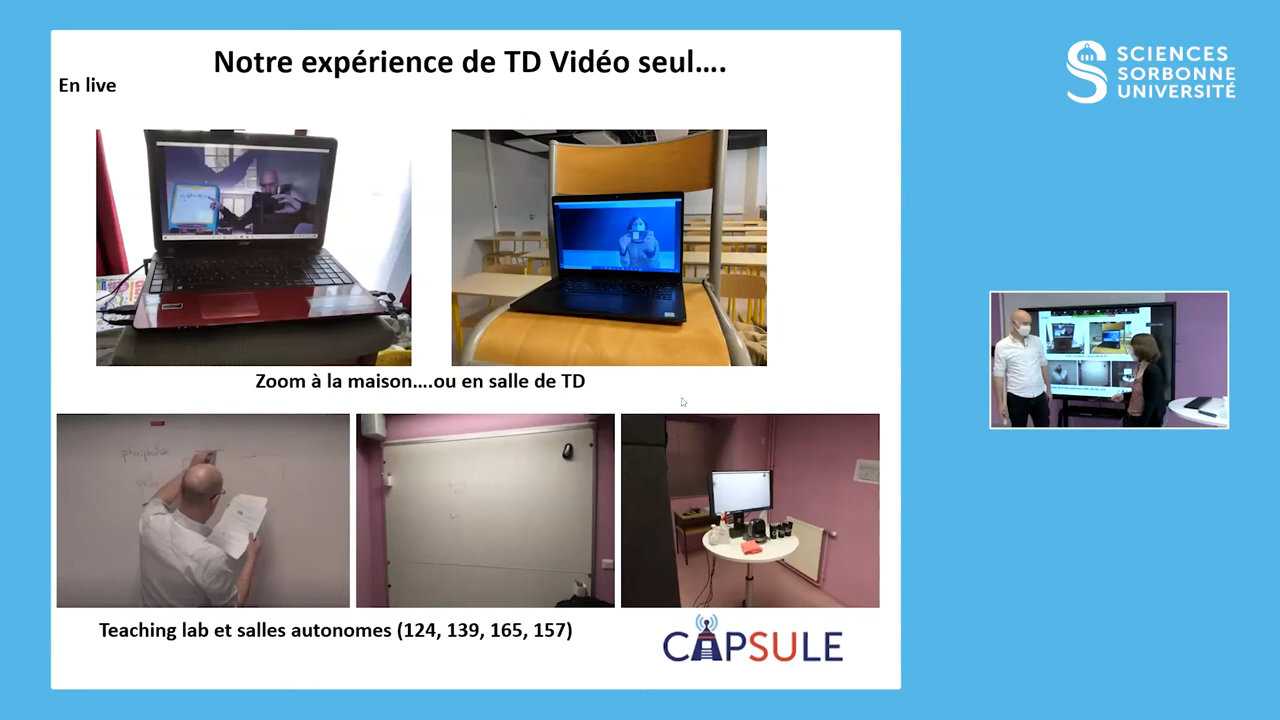 Notre expérience de TD Vidéo seul....
En live
SCIENCES
SORBONNE
UNIVERSITÉ
Zoom à la maison....ou en salle de TD
phosphate
Teaching lab et salles autonomes (124, 139, 165, 157)
CAPSULE